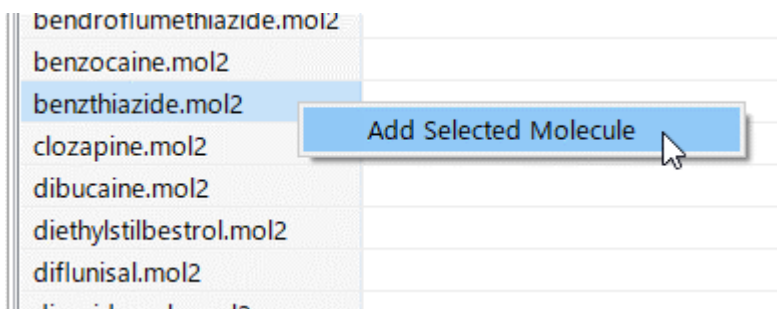 bendroflumethiazide.mol2
benzocaine.mol2
benzthiazide.mol2
Add Selected Molecule
clozapine.mol2
dibucaine.mol2
diethylstilbestrol.mol2
diflunisal.mol2